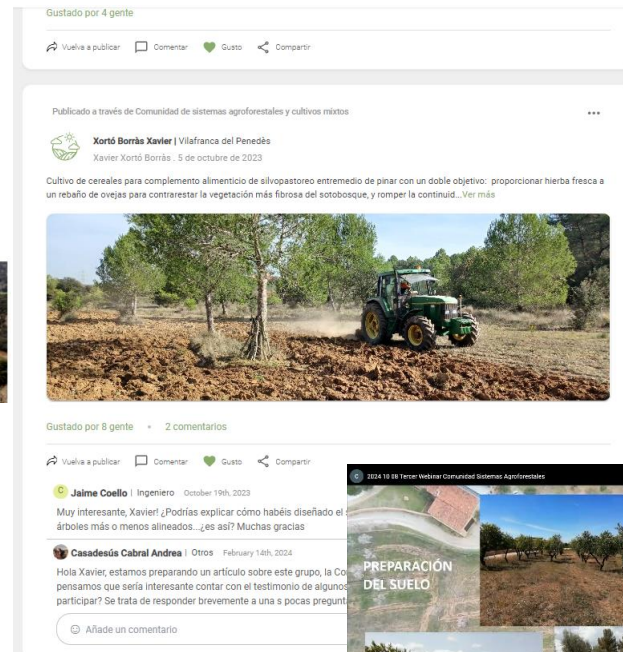 Gustado por 4 gente
Vuelva a publicar Comentar Gusto Compartir
Publicado a través de Comunidad de sistemas agroforestales y cultivos mixtos
Xortó Borràs Xavier | Vilafranca del Penedès
Xavier Xortó Borràs . 5 de octubre de 2023
Cultivo de cereales para complemento alimenticio de silvopastoreo entremedio de pinar con un doble objetivo: proporcionar hierba fresca a
un rebaño de ovejas para contrarestar la vegetación más fibrosa del sotobosque, y romper la continuid...Ver más
Gustado por 8 gente • 2 comentarios
Vuelva a publicar Comentar Gusto Compartir
C Jaime Coello | Ingeniero October 19th, 2023
Muy interesante, Xavier! ¿Podrías explicar cómo habéis diseñado el
árboles más o menos alineados...¿es así? Muchas gracias
Casadesús Cabral Andrea | Otros February 14th, 2024
Hola Xavier, estamos preparando un artículo sobre este grupo, la Co
pensamos que sería interesante contar con el testimonio de algunos
participar? Se trata de responder brevemente a una s pocas pregunt
Añade un comentario
C 2024 10 08 Tercer Webinar Comunidad Sistemas Agroforestales
PREPARACIÓN
DEL SUELO